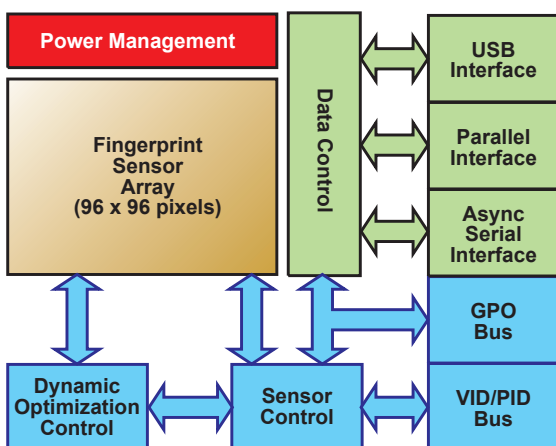 Power Management
Fingerprint
Sensor
Array
(96 x 96 pixels)
Data Control
USB
Interface
Parallel
Interface
Async
Serial
Interface
GPO
Bus
Dynamic
Optimization
Control
Sensor
Control
VID/PID
Bus